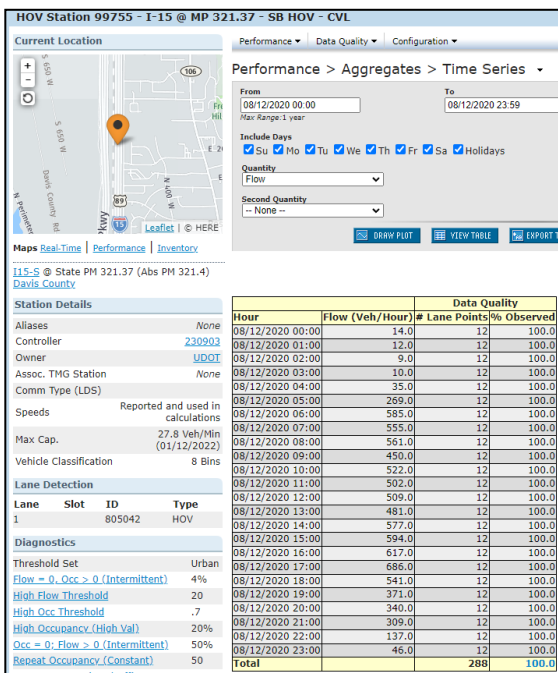 HOV Station 99755 - I-15 @ MP 321.37 - SB HOV - CVL
Current Location
S 650 W
106
S 650 W
Fre
Hil
E 20
Davis County Rd
N 400 W
E
89
N Perimeter
Pkwy
15
Leaflet | © HERE
Maps Real-Time | Performance | Inventory
I15-S @ State PM 321.37 (Abs PM 321.4)
Davis County
Station Details
Aliases None
Controller 230903
Owner UDOT
Assoc. TMG Station None
Comm Type (LDS)
Speeds Reported and used in
calculations
Max Cap. 27.8 Veh/Min
(01/12/2022)
Vehicle Classification 8 Bins
Lane Detection
Lane Slot ID Type
1 805042 HOV
Diagnostics
Threshold Set Urban
Flow = 0, Occ > 0 (Intermittent) 4%
High Flow Threshold 20
High Occ Threshold .7
High Occupancy (High Val) 20%
Occ = 0; Flow > 0 (Intermittent) 50%
Repeat Occupancy (Constant) 50
Performance Data Quality Configuration
Performance > Aggregates > Time Series
From To
08/12/2020 00:00 08/12/2020 23:59
Max Range:1 year
Include Days
Su Mo Tu We Th Fr Sa Holidays
Quantity
Flow
Second Quantity
-- None --
DRAW PLOT VIEW TABLE EXPORT T
Data Quality
Hour Flow (Veh/Hour) # Lane Points % Observed
08/12/2020 00:00 14.0 12 100.0
08/12/2020 01:00 12.0 12 100.0
08/12/2020 02:00 9.0 12 100.0
08/12/2020 03:00 10.0 12 100.0
08/12/2020 04:00 35.0 12 100.0
08/12/2020 05:00 269.0 12 100.0
08/12/2020 06:00 585.0 12 100.0
08/12/2020 07:00 555.0 12 100.0
08/12/2020 08:00 561.0 12 100.0
08/12/2020 09:00 450.0 12 100.0
08/12/2020 10:00 522.0 12 100.0
08/12/2020 11:00 502.0 12 100.0
08/12/2020 12:00 509.0 12 100.0
08/12/2020 13:00 481.0 12 100.0
08/12/2020 14:00 577.0 12 100.0
08/12/2020 15:00 594.0 12 100.0
08/12/2020 16:00 617.0 12 100.0
08/12/2020 17:00 686.0 12 100.0
08/12/2020 18:00 541.0 12 100.0
08/12/2020 19:00 371.0 12 100.0
08/12/2020 20:00 340.0 12 100.0
08/12/2020 21:00 309.0 12 100.0
08/12/2020 22:00 137.0 12 100.0
08/12/2020 23:00 46.0 12 100.0
Total 288 100.0